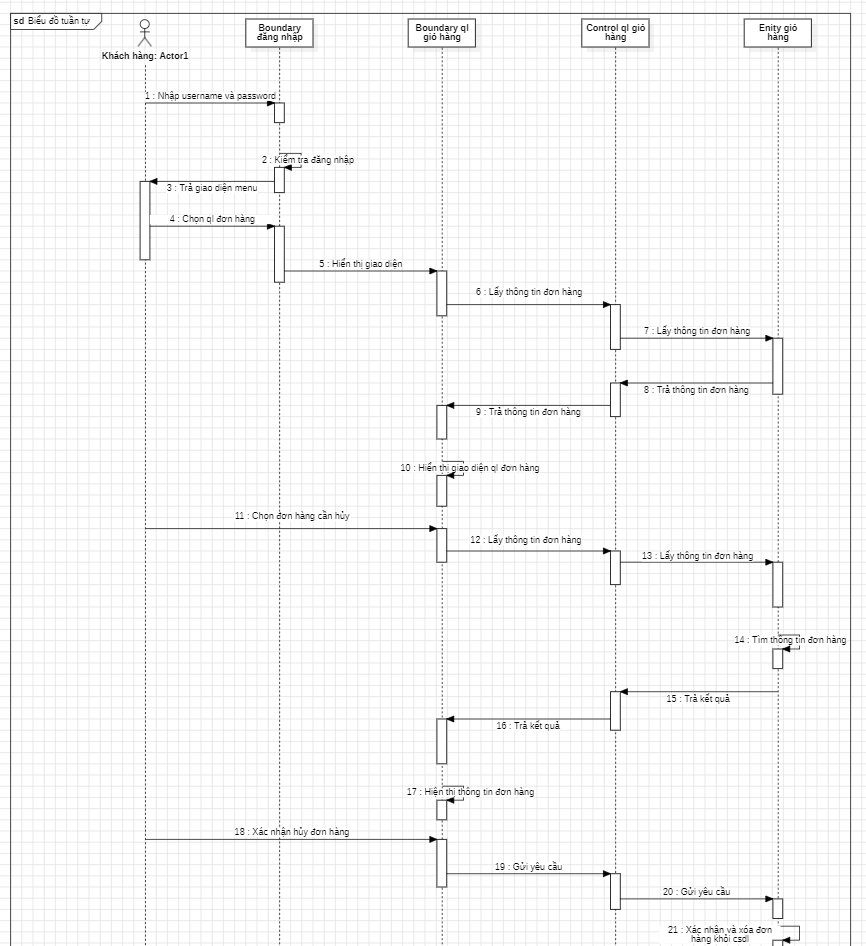 sd Biểu đồ tuần tự
Khách hàng: Actor1
Boundary
đăng nhập
Boundary ql
giỏ hàng
Control ql giỏ
hàng
Enity giỏ
hàng
1 : Nhập username và password
2 : Kiểm tra đăng nhập
3 : Trả giao diện menu
4 : Chọn ql đơn hàng
5 : Hiển thị giao diện
6 : Lấy thông tin đơn hàng
7 : Lấy thông tin đơn hàng
8 : Trả thông tin đơn hàng
9 : Trả thông tin đơn hàng
10 : Hiển thị giao diện ql đơn hàng
11 : Chọn đơn hàng cần hủy
12 : Lấy thông tin đơn hàng
13 : Lấy thông tin đơn hàng
14 : Tìm thông tin đơn hàng
15 : Trả kết quả
16 : Trả kết quả
17 : Hiện thị thông tin đơn hàng
18 : Xác nhận hủy đơn hàng
19 : Gửi yêu cầu
20 : Gửi yêu cầu
21 : Xác nhận và xóa đơn
hàng khỏi csdl